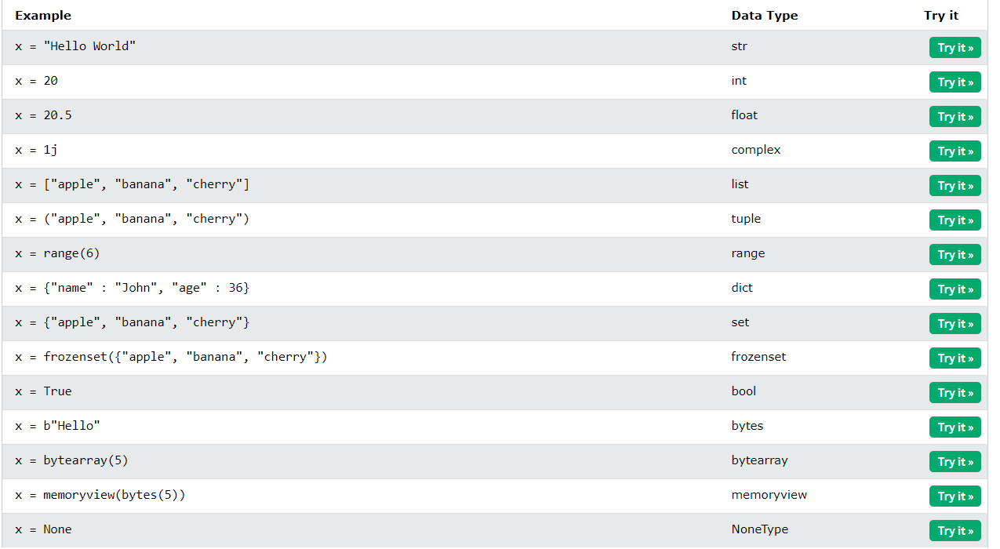 Example Data Type Try it
x = "Hello World" str Try it »
x = 20 int Try it »
x = 20.5 float Try it »
x = 1j complex Try it »
x = ["apple", "banana", "cherry"] list Try it »
x = ("apple", "banana", "cherry") tuple Try it »
x = range(6) range Try it »
x = {"name" : "John", "age" : 36} dict Try it »
x = {"apple", "banana", "cherry"} set Try it »
x = frozenset({"apple", "banana", "cherry"}) frozenset Try it »
x = True bool Try it »
x = b"Hello" bytes Try it »
x = bytearray(5) bytearray Try it »
x = memoryview(bytes(5)) memoryview Try it »
x = None NoneType Try it »